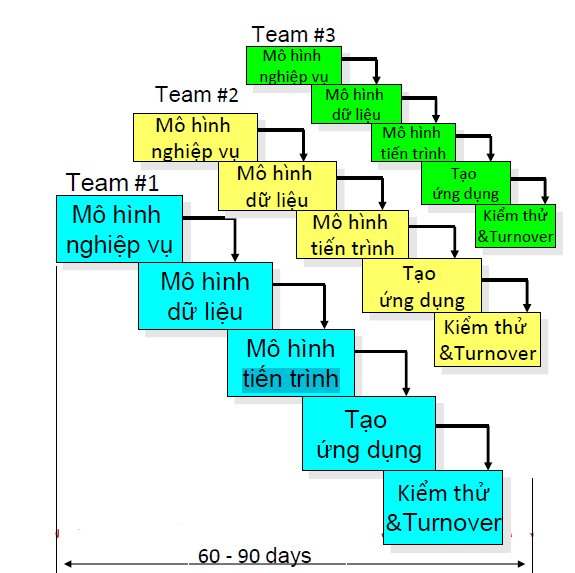 Team #3
Mô hình
nghiệp vụ
Mô hình
dữ liệu
Mô hình
tiến trình
Tạo
ứng dụng
Kiểm thử
&Turnover
Team #2
Mô hình
nghiệp vụ
Mô hình
dữ liệu
Mô hình
tiến trình
Tạo
ứng dụng
Kiểm thử
&Turnover
Team #1
Mô hình
nghiệp vụ
Mô hình
dữ liệu
Mô hình
tiến trình
Tạo
ứng dụng
Kiểm thử
&Turnover
60 - 90 days